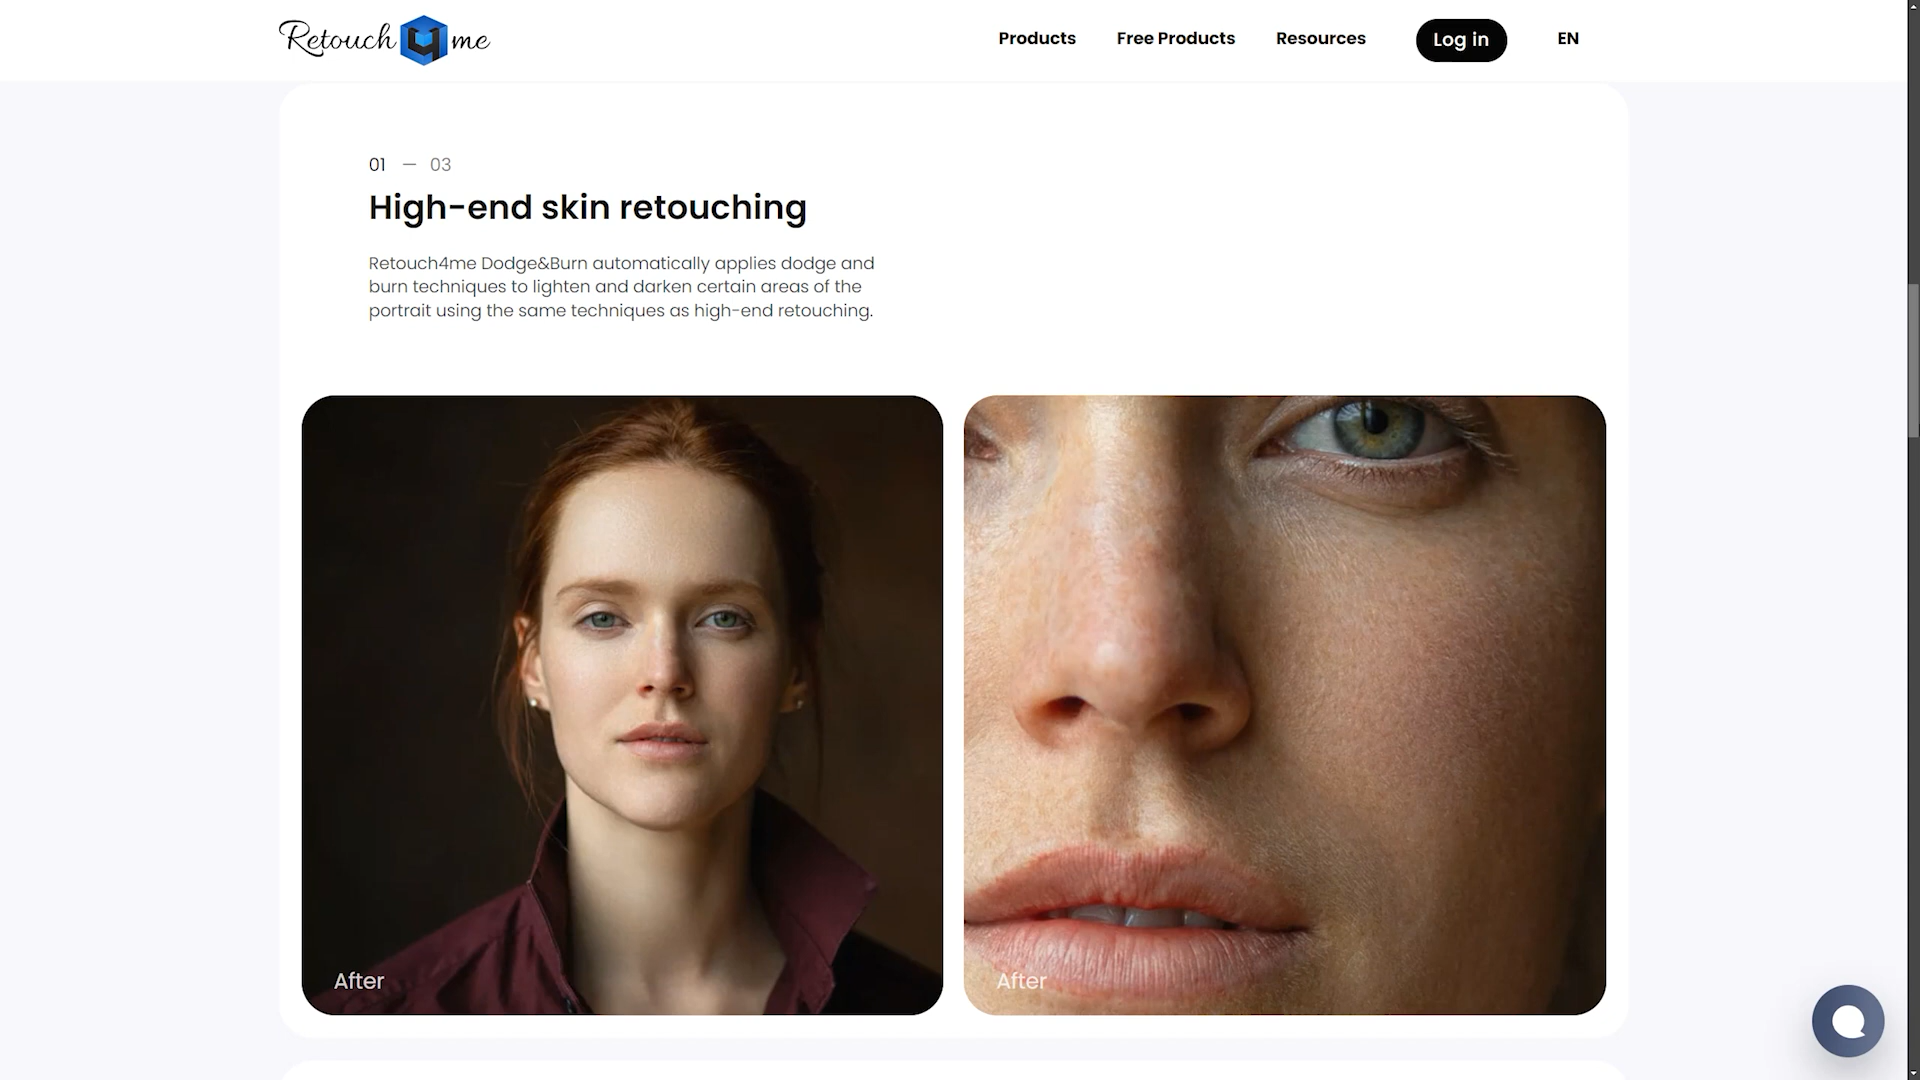 Retouch4me
Products
Free Products
Resources
Log in
EN
01 — 03
High-end skin retouching
Retouch4me Dodge&Burn automatically applies dodge and
burn techniques to lighten and darken certain areas of the
portrait using the same techniques as high-end retouching.
After
After